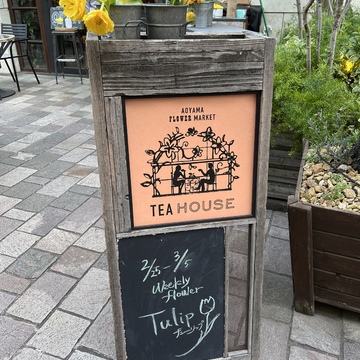 AOYAMA
FLOWER MARKET
TEA HOUSE
2/25 - 3/5
Weekly
flower
Tulip
チューリップ